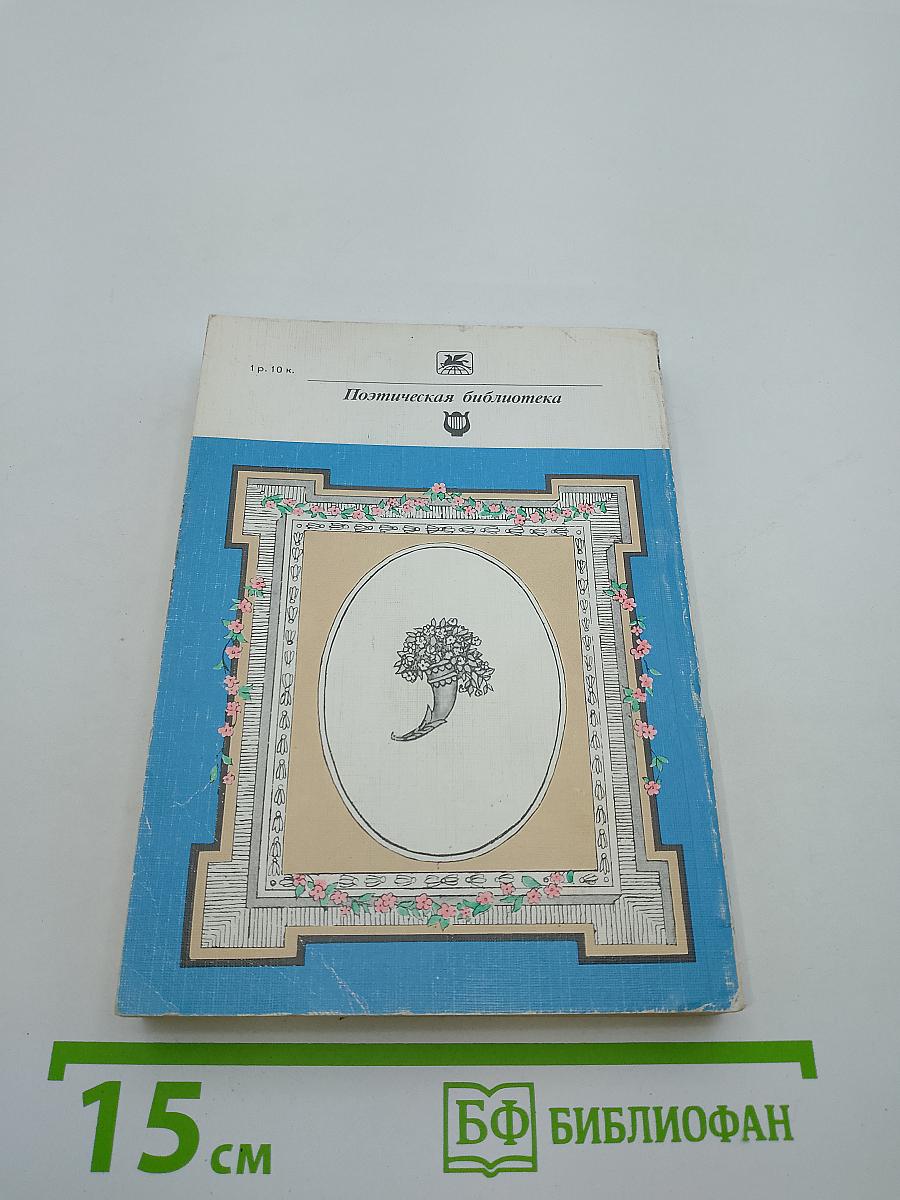 1 р. 10 к.
Поэтическая библиотека
15 см
БФ БИБЛИОФАН